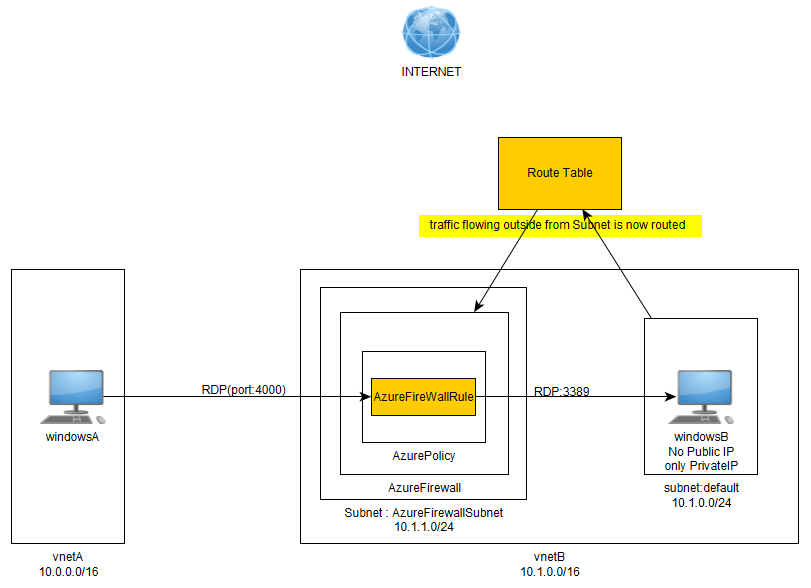 INTERNET
Route Table
traffic flowing outside from Subnet is now routed
RDP(port:4000)
AzureFireWallRule
RDP:3389
windowsA
windowsB
No Public IP
only PrivateIP
AzurePolicy
AzureFirewall
subnet:default
10.1.0.0/24
Subnet : AzureFirewallSubnet
10.1.1.0/24
vnetA
10.0.0.0/16
vnetB
10.1.0.0/16